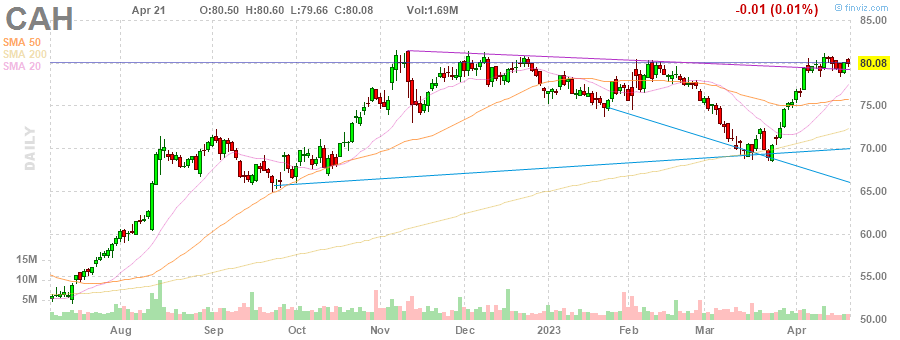 CAH
Apr 21 O:80.50 H:80.60 L:79.66 C:80.08 Vol:1.69M -0.01 (0.01%)
© finviz.com
SMA 50
SMA 200
SMA 20
DAILY
85.00
80.08
75.00
70.00
65.00
60.00
55.00
50.00
15M
10M
5M
Aug Sep Oct Nov Dec 2023 Feb Mar Apr